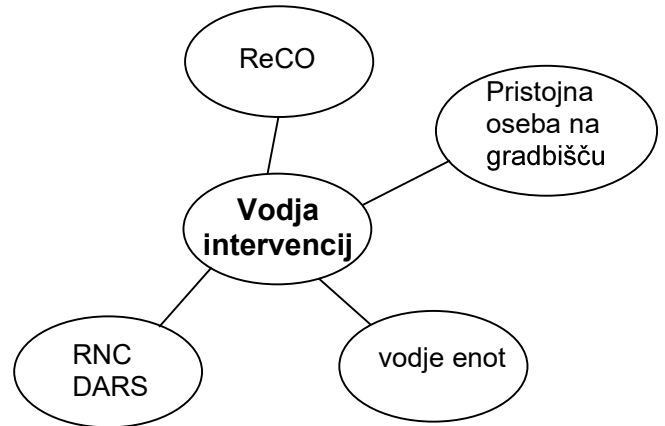 ReCO
Pristojna
oseba na
gradbišču
Vodja
intervencij
RNC
DARS
vodje enot